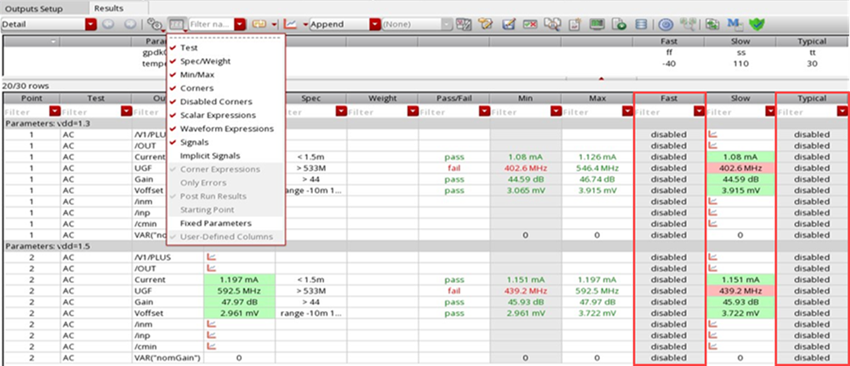 Outputs Setup Results
Detail Filter na... Append (None)
Para Fast Slow Typical
gpdk0 ff ss tt
tempe -40 110 30
20/30 rows
Point Test Out Spec Weight Pass/Fail Min Max Fast Slow Typical
Filter Filter Filter Filter Filter Filter Filter Filter Filter Filter Filter
Test
Spec/Weight
Min/Max
Corners
Disabled Corners
Scalar Expressions
Waveform Expressions
Signals
Implicit Signals
Corner Expressions
Only Errors
Post Run Results
Starting Point
Fixed Parameters
User-Defined Columns
Parameters: vdd=1.3
1 AC /V1/PLUS disabled disabled
1 AC /OUT disabled disabled
1 AC Current < 1.5m pass 1.08 mA 1.126 mA disabled 1.08 mA disabled
1 AC UGF > 533M fail 402.6 MHz 546.4 MHz disabled 402.6 MHz disabled
1 AC Gain > 44 pass 44.59 dB 46.74 dB disabled 44.59 dB disabled
1 AC Voffset range -10m 1... pass 3.065 mV 3.915 mV disabled 3.915 mV disabled
1 AC /inm disabled disabled
1 AC /inp disabled disabled
1 AC /cmin disabled disabled
1 AC VAR("no 0 0 disabled 0 disabled
Parameters: vdd=1.5
2 AC /V1/PLUS disabled disabled
2 AC /OUT disabled disabled
2 AC Current 1.197 mA < 1.5m pass 1.151 mA 1.197 mA disabled 1.151 mA disabled
2 AC UGF 592.5 MHz > 533M fail 439.2 MHz 592.5 MHz disabled 439.2 MHz disabled
2 AC Gain 47.97 dB > 44 pass 45.93 dB 47.97 dB disabled 45.93 dB disabled
2 AC Voffset 2.961 mV range -10m 1... pass 2.961 mV 3.722 mV disabled 3.722 mV disabled
2 AC /inm disabled disabled
2 AC /inp disabled disabled
2 AC /cmin disabled disabled
2 AC VAR("nomGain") 0 0 0 disabled 0 disabled